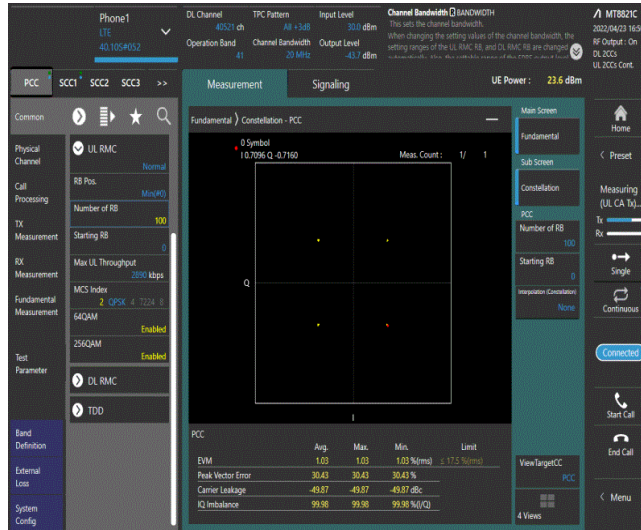 Phone1
LTE
40.105#052
DL Channel
40521 ch
TPC Pattern
All +3dB
Input Level
30.0 dBm
Operation Band
41
Channel Bandwidth
20 MHz
Output Level
-43.7 dBm
Channel Bandwidth BANDWIDTH
This sets the channel bandwidth.
When changing the setting values of the channel bandwidth, the
setting ranges of the UL RMC RB, and DL RMC RB are changed
MT8821C
2022/04/23 16:5
RF Output : On
DL 2CCs
UL 2CCs Cont.
PCC
SCC1
SCC2
SCC3
>>
Measurement
Signaling
UE Power : 23.6 dBm
Common
Physical
Channel
Call
Processing
TX
Measurement
RX
Measurement
Fundamental
Measurement
Test
Parameter
Band
Definition
External
Loss
System
Config
UL RMC
Normal
RB Pos.
Min(#0)
Number of RB
100
Starting RB
0
Max UL Throughput
2890 kbps
MCS Index
2 QPSK 4 7224 8
64QAM
Enabled
256QAM
Enabled
DL RMC
TDD
Fundamental Constellation - PCC
0 Symbol
I 0.7096 Q -0.7160
Meas. Count : 1/ 1
Q
I
PCC
Avg. Max. Min. Limit
EVM 1.03 1.03 1.03 %(rms) ≤ 17.5 %(rms)
Peak Vector Error 30.43 30.43 30.43 %
Carrier Leakage -49.87 -49.87 -49.87 dBc
IQ Imbalance 99.98 99.98 99.98 %(I/Q)
Main Screen
Fundamental
Sub Screen
Constellation
PCC
Number of RB
100
Starting RB
0
Interpolation (Constellation)
None
ViewTargetCC
PCC
4 Views
Home
Preset
Measuring
(UL CA Tx)...
Tx
Rx
Single
Continuous
Connected
Start Call
End Call
Menu